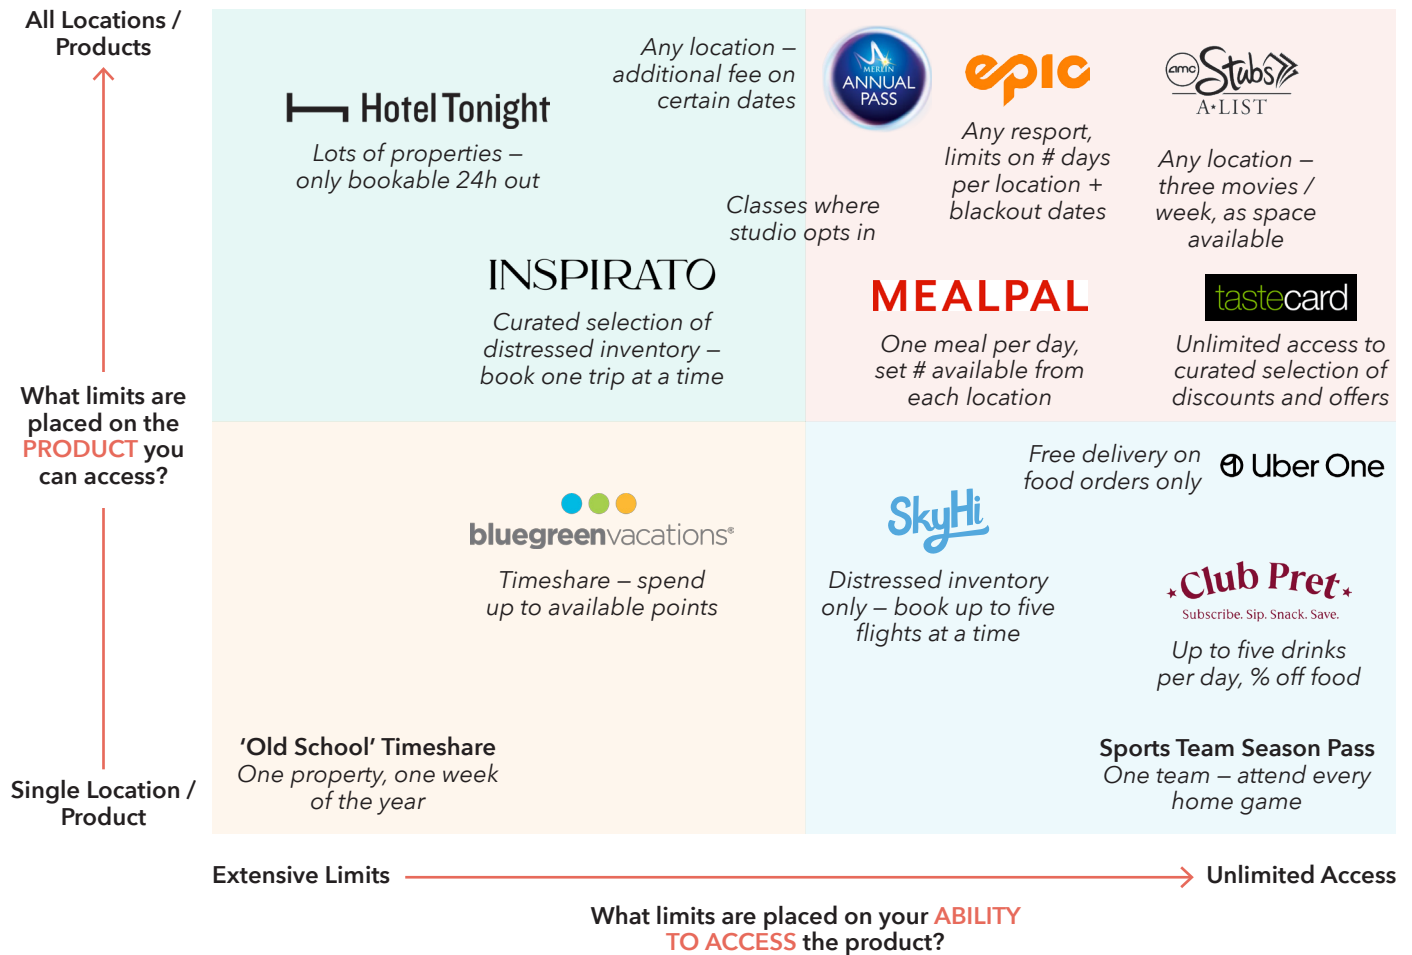 All Locations /
Products
Any location –
additional fee on
certain dates
MERLIN
ANNUAL
PASS
epic
Any resport,
limits on # days
per location +
blackout dates
amc Stubs
A★LIST
Any location –
three movies /
week, as space
available
Hotel Tonight
Lots of properties –
only bookable 24h out
Classes where
studio opts in
INSPIRATO
Curated selection of
distressed inventory –
book one trip at a time
MEALPAL
One meal per day,
set # available from
each location
tastecard
Unlimited access to
curated selection of
discounts and offers
What limits are
placed on the
PRODUCT you
can access?
bluegreenvacations®
Timeshare – spend
up to available points
Free delivery on
food orders only
Uber One
SkyHi
Distressed inventory
only – book up to five
flights at a time
Club Pret
Subscribe. Sip. Snack. Save.
Up to five drinks
per day, % off food
'Old School' Timeshare
One property, one week
of the year
Sports Team Season Pass
One team – attend every
home game
Single Location /
Product
Extensive Limits
Unlimited Access
What limits are placed on your ABILITY
TO ACCESS the product?